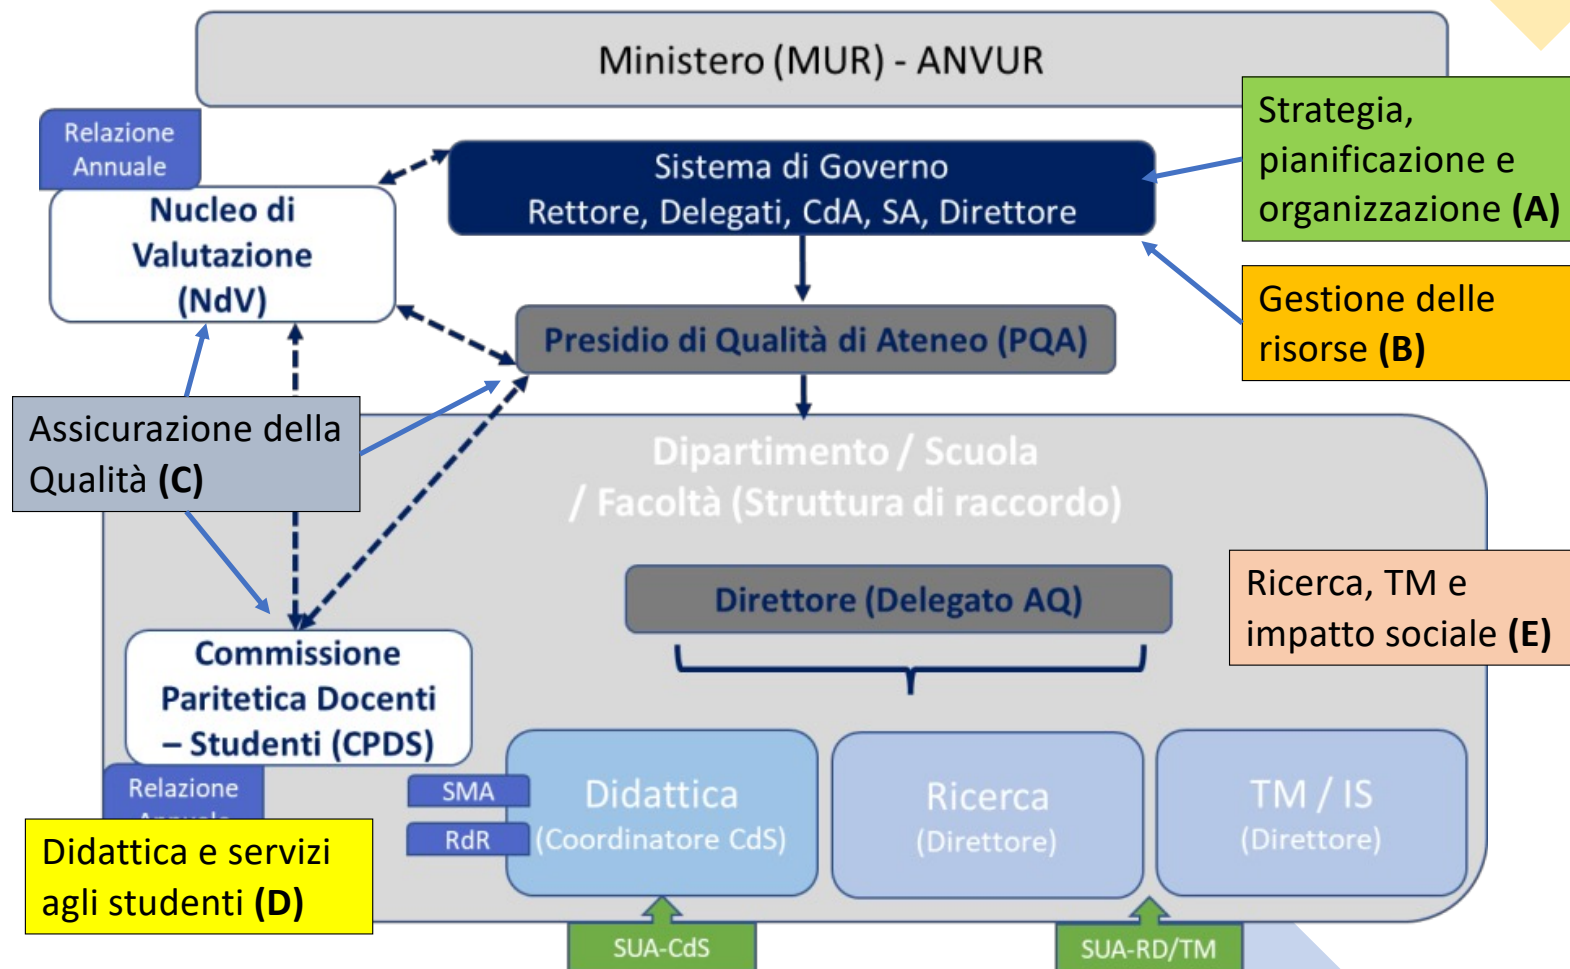 Ministero (MUR) - ANVUR
Relazione
Annuale
Strategia,
pianificazione e
organizzazione (A)
Sistema di Governo
Rettore, Delegati, CdA, SA, Direttore
Nucleo di
Valutazione
(NdV)
Gestione delle
risorse (B)
Presidio di Qualità di Ateneo (PQA)
Assicurazione della
Qualità (C)
Dipartimento / Scuola
/ Facoltà (Struttura di raccordo)
Direttore (Delegato AQ)
Ricerca, TM e
impatto sociale (E)
Commissione
Paritetica Docenti
– Studenti (CPDS)
Relazione
Annuale
SMA
RdR
Didattica
(Coordinatore CdS)
Ricerca
(Direttore)
TM / IS
(Direttore)
Didattica e servizi
agli studenti (D)
SUA-CdS
SUA-RD/TM